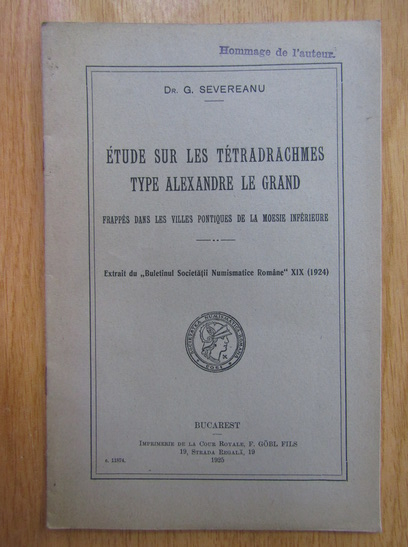 Hommage de l'auteur.
DR. G. SEVEREANU
ÉTUDE SUR LES TÉTRADRACHMES
TYPE ALEXANDRE LE GRAND
FRAPPÉS DANS LES VILLES PONTIQUES DE LA MOESIE INFÉRIEURE
Extrait du „Buletinul Societății Numismatice Române" XIX (1924)
BUCAREST
IMPRIMERIE DE LA COUR ROYALE, F. GÖBL FILS
19, STRADA REGALĂ, 19
1925